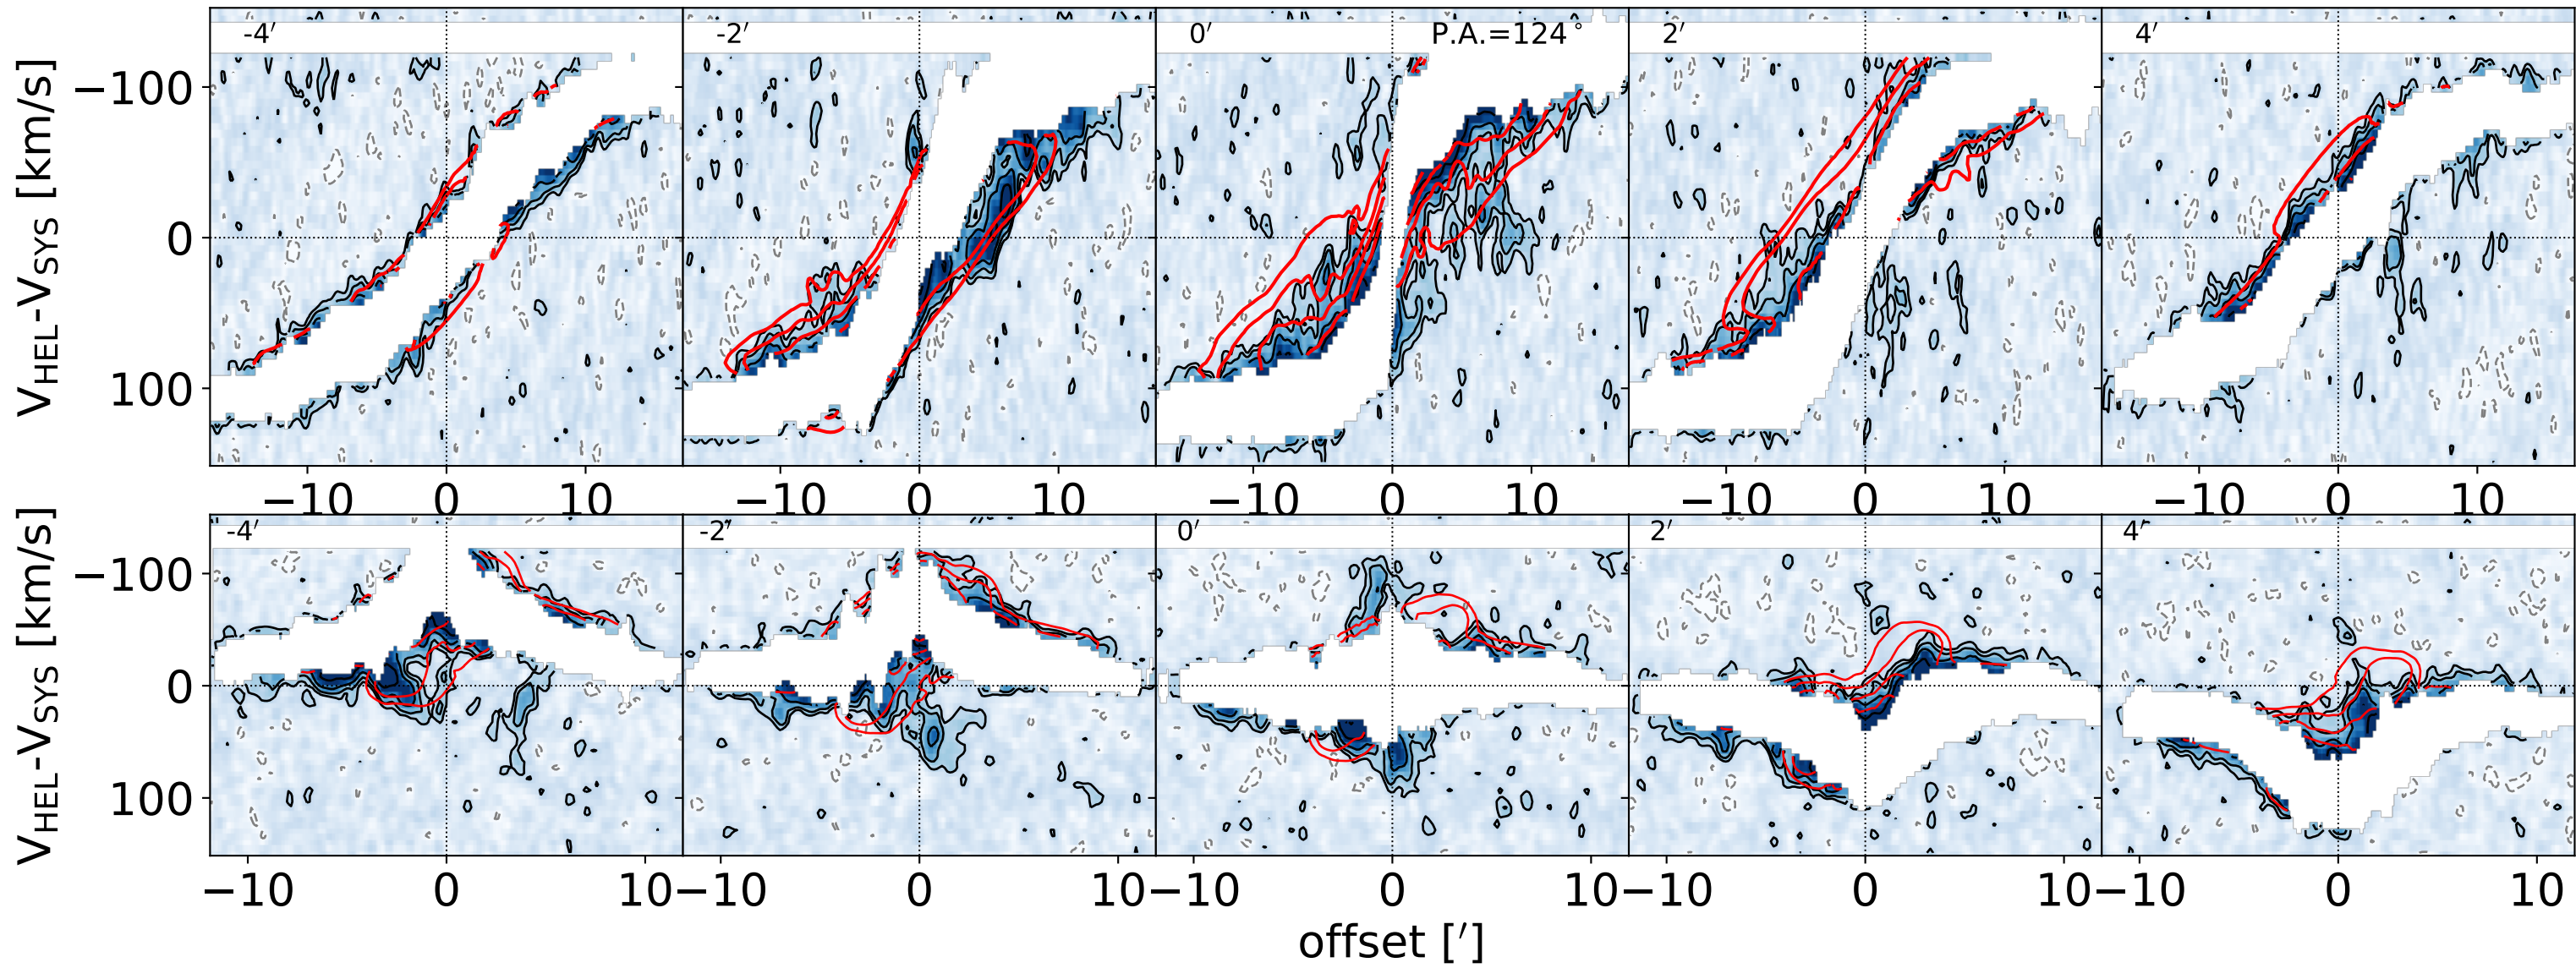 -4′ -2′ 0′ P.A.=124° 2′ 4′
V_HEL-V_SYS [km/s]
−100
0
100
−10 0 10 −10 0 10 −10 0 10 −10 0 10 −10 0 10
-4′ -2′ 0′ 2′ 4′
V_HEL-V_SYS [km/s]
−100
0
100
−10 0 10 −10 0 10 −10 0 10 −10 0 10 −10 0 10
offset [′]